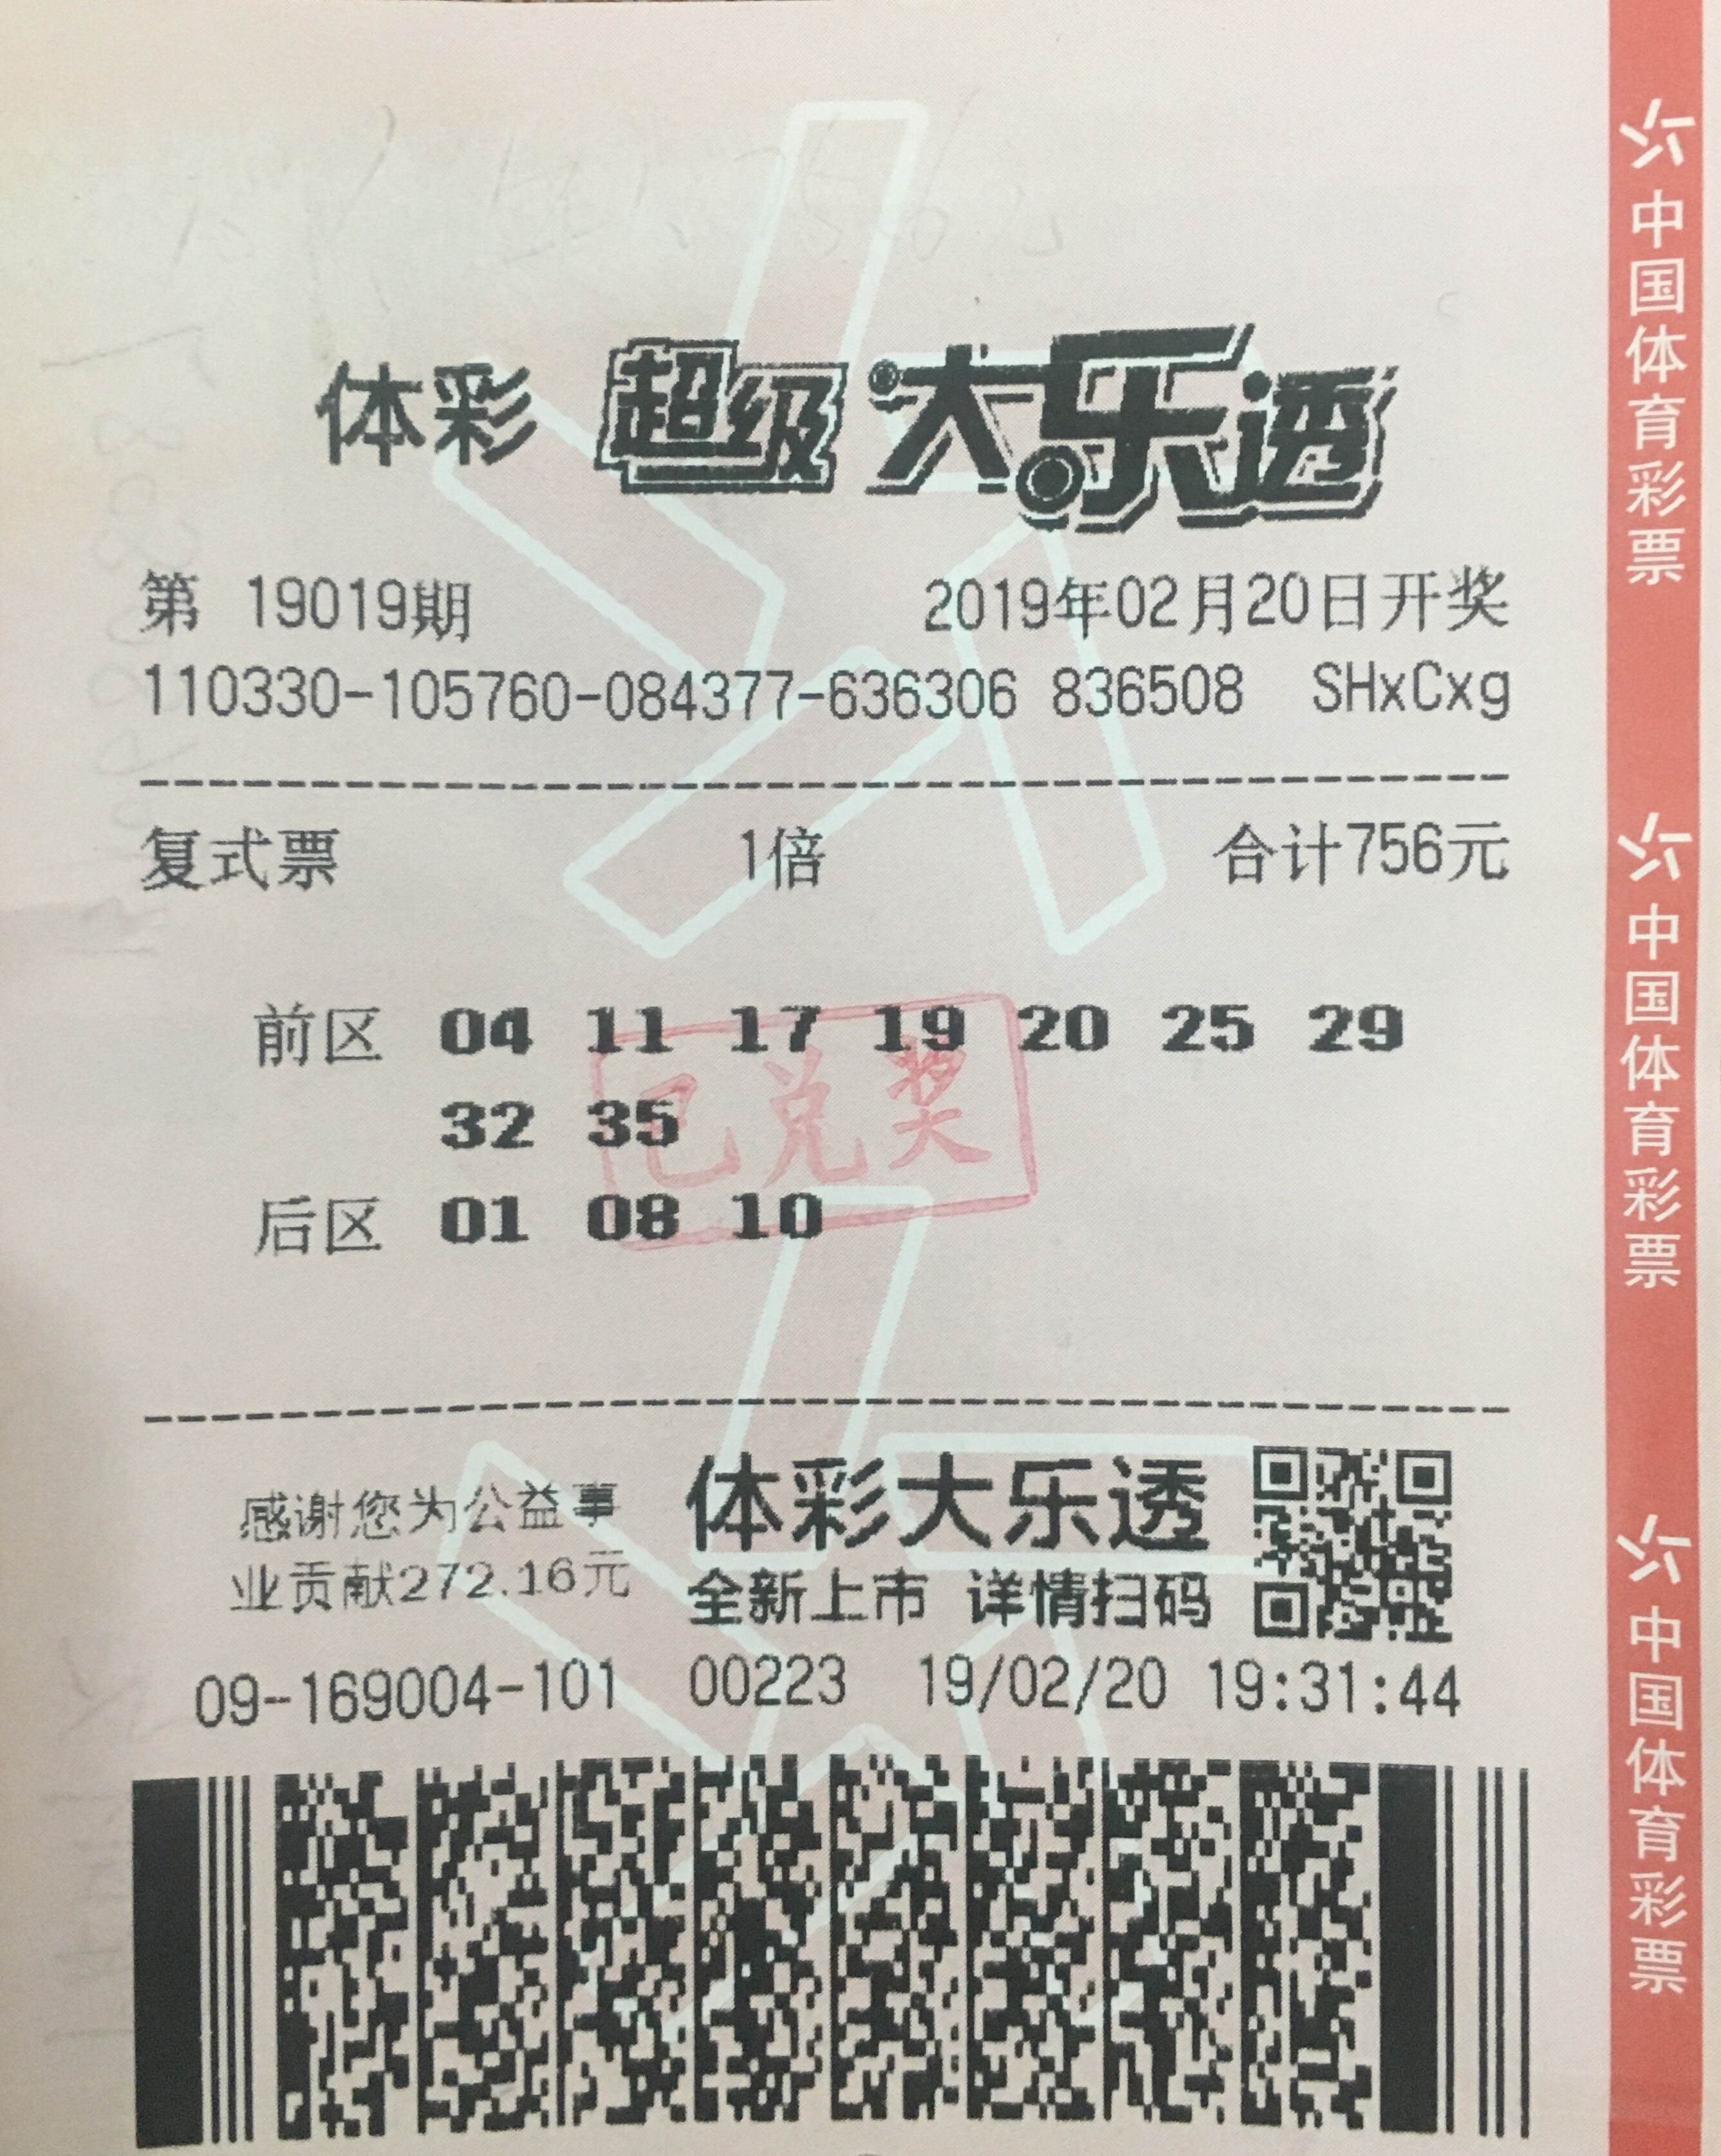 体彩 超级大乐透
第 19019期 2019年02月20日开奖
110330-105760-084377-636306 836508 SHxCxg
复式票 1倍 合计756元
前区 04 11 17 19 20 25 29
32 35
已兑奖
后区 01 08 10
感谢您为公益事
业贡献272.16元
体彩大乐透
全新上市 详情扫码
09-169004-101 00223 19/02/20 19:31:44
中国体育彩票
中国体育彩票
中国体育彩票